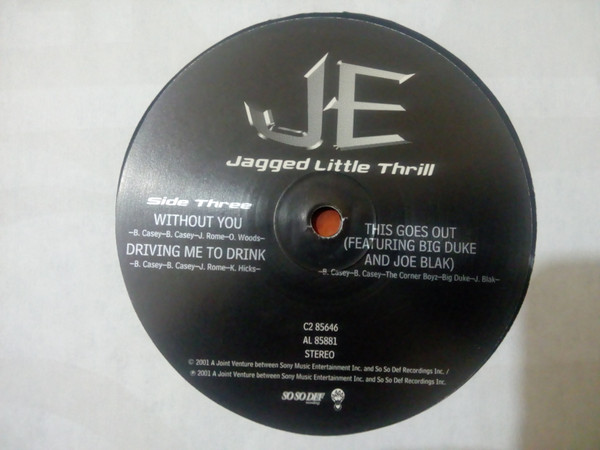 JE
Jagged Little Thrill
Side Three
WITHOUT YOU
–B. Casey–B. Casey–J. Rome–O. Woods–
DRIVING ME TO DRINK
–B. Casey–B. Casey–J. Rome–K. Hicks–
THIS GOES OUT
(FEATURING BIG DUKE
AND JOE BLAK)
–B. Casey–B. Casey–The Corner Boyz–Big Duke–J. Blak–
C2 85646
AL 85881
STEREO
© 2001 A Joint Venture between Sony Music Entertainment Inc. and So So Def Recordings Inc. /
℗ 2001 A Joint Venture between Sony Music Entertainment Inc. and So So Def Recordings Inc.
SO SO DEF
recordings